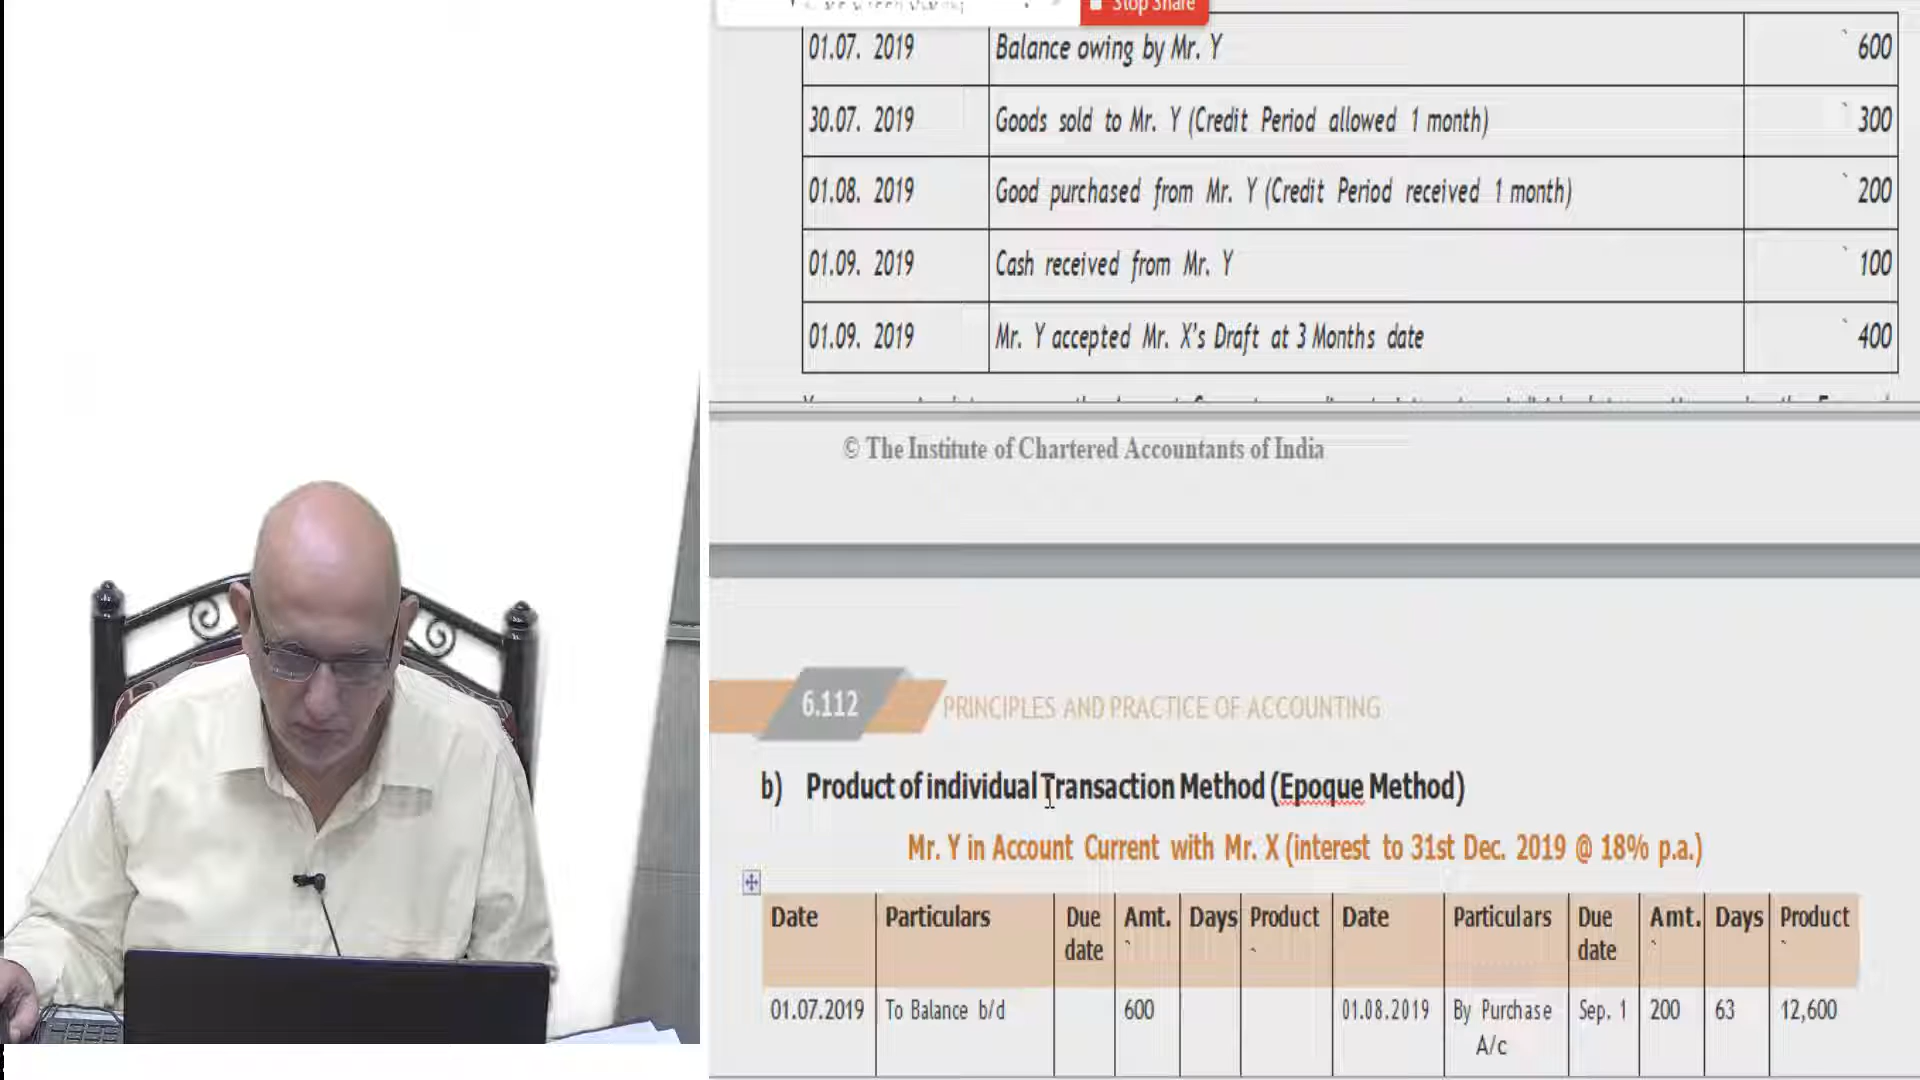 Stop Share
01.07. 2019 Balance owing by Mr. Y ` 600
30.07. 2019 Goods sold to Mr. Y (Credit Period allowed 1 month) ` 300
01.08. 2019 Good purchased from Mr. Y (Credit Period received 1 month) ` 200
01.09. 2019 Cash received from Mr. Y ` 100
01.09. 2019 Mr. Y accepted Mr. X's Draft at 3 Months date ` 400
© The Institute of Chartered Accountants of India
6.112 PRINCIPLES AND PRACTICE OF ACCOUNTING
b) Product of individual Transaction Method (Epoque Method)
Mr. Y in Account Current with Mr. X (interest to 31st Dec. 2019 @ 18% p.a.)
Date Particulars Due date Amt. ` Days Product ` Date Particulars Due date Amt. ` Days Product `
01.07.2019 To Balance b/d 600 01.08.2019 By Purchase A/c Sep. 1 200 63 12,600